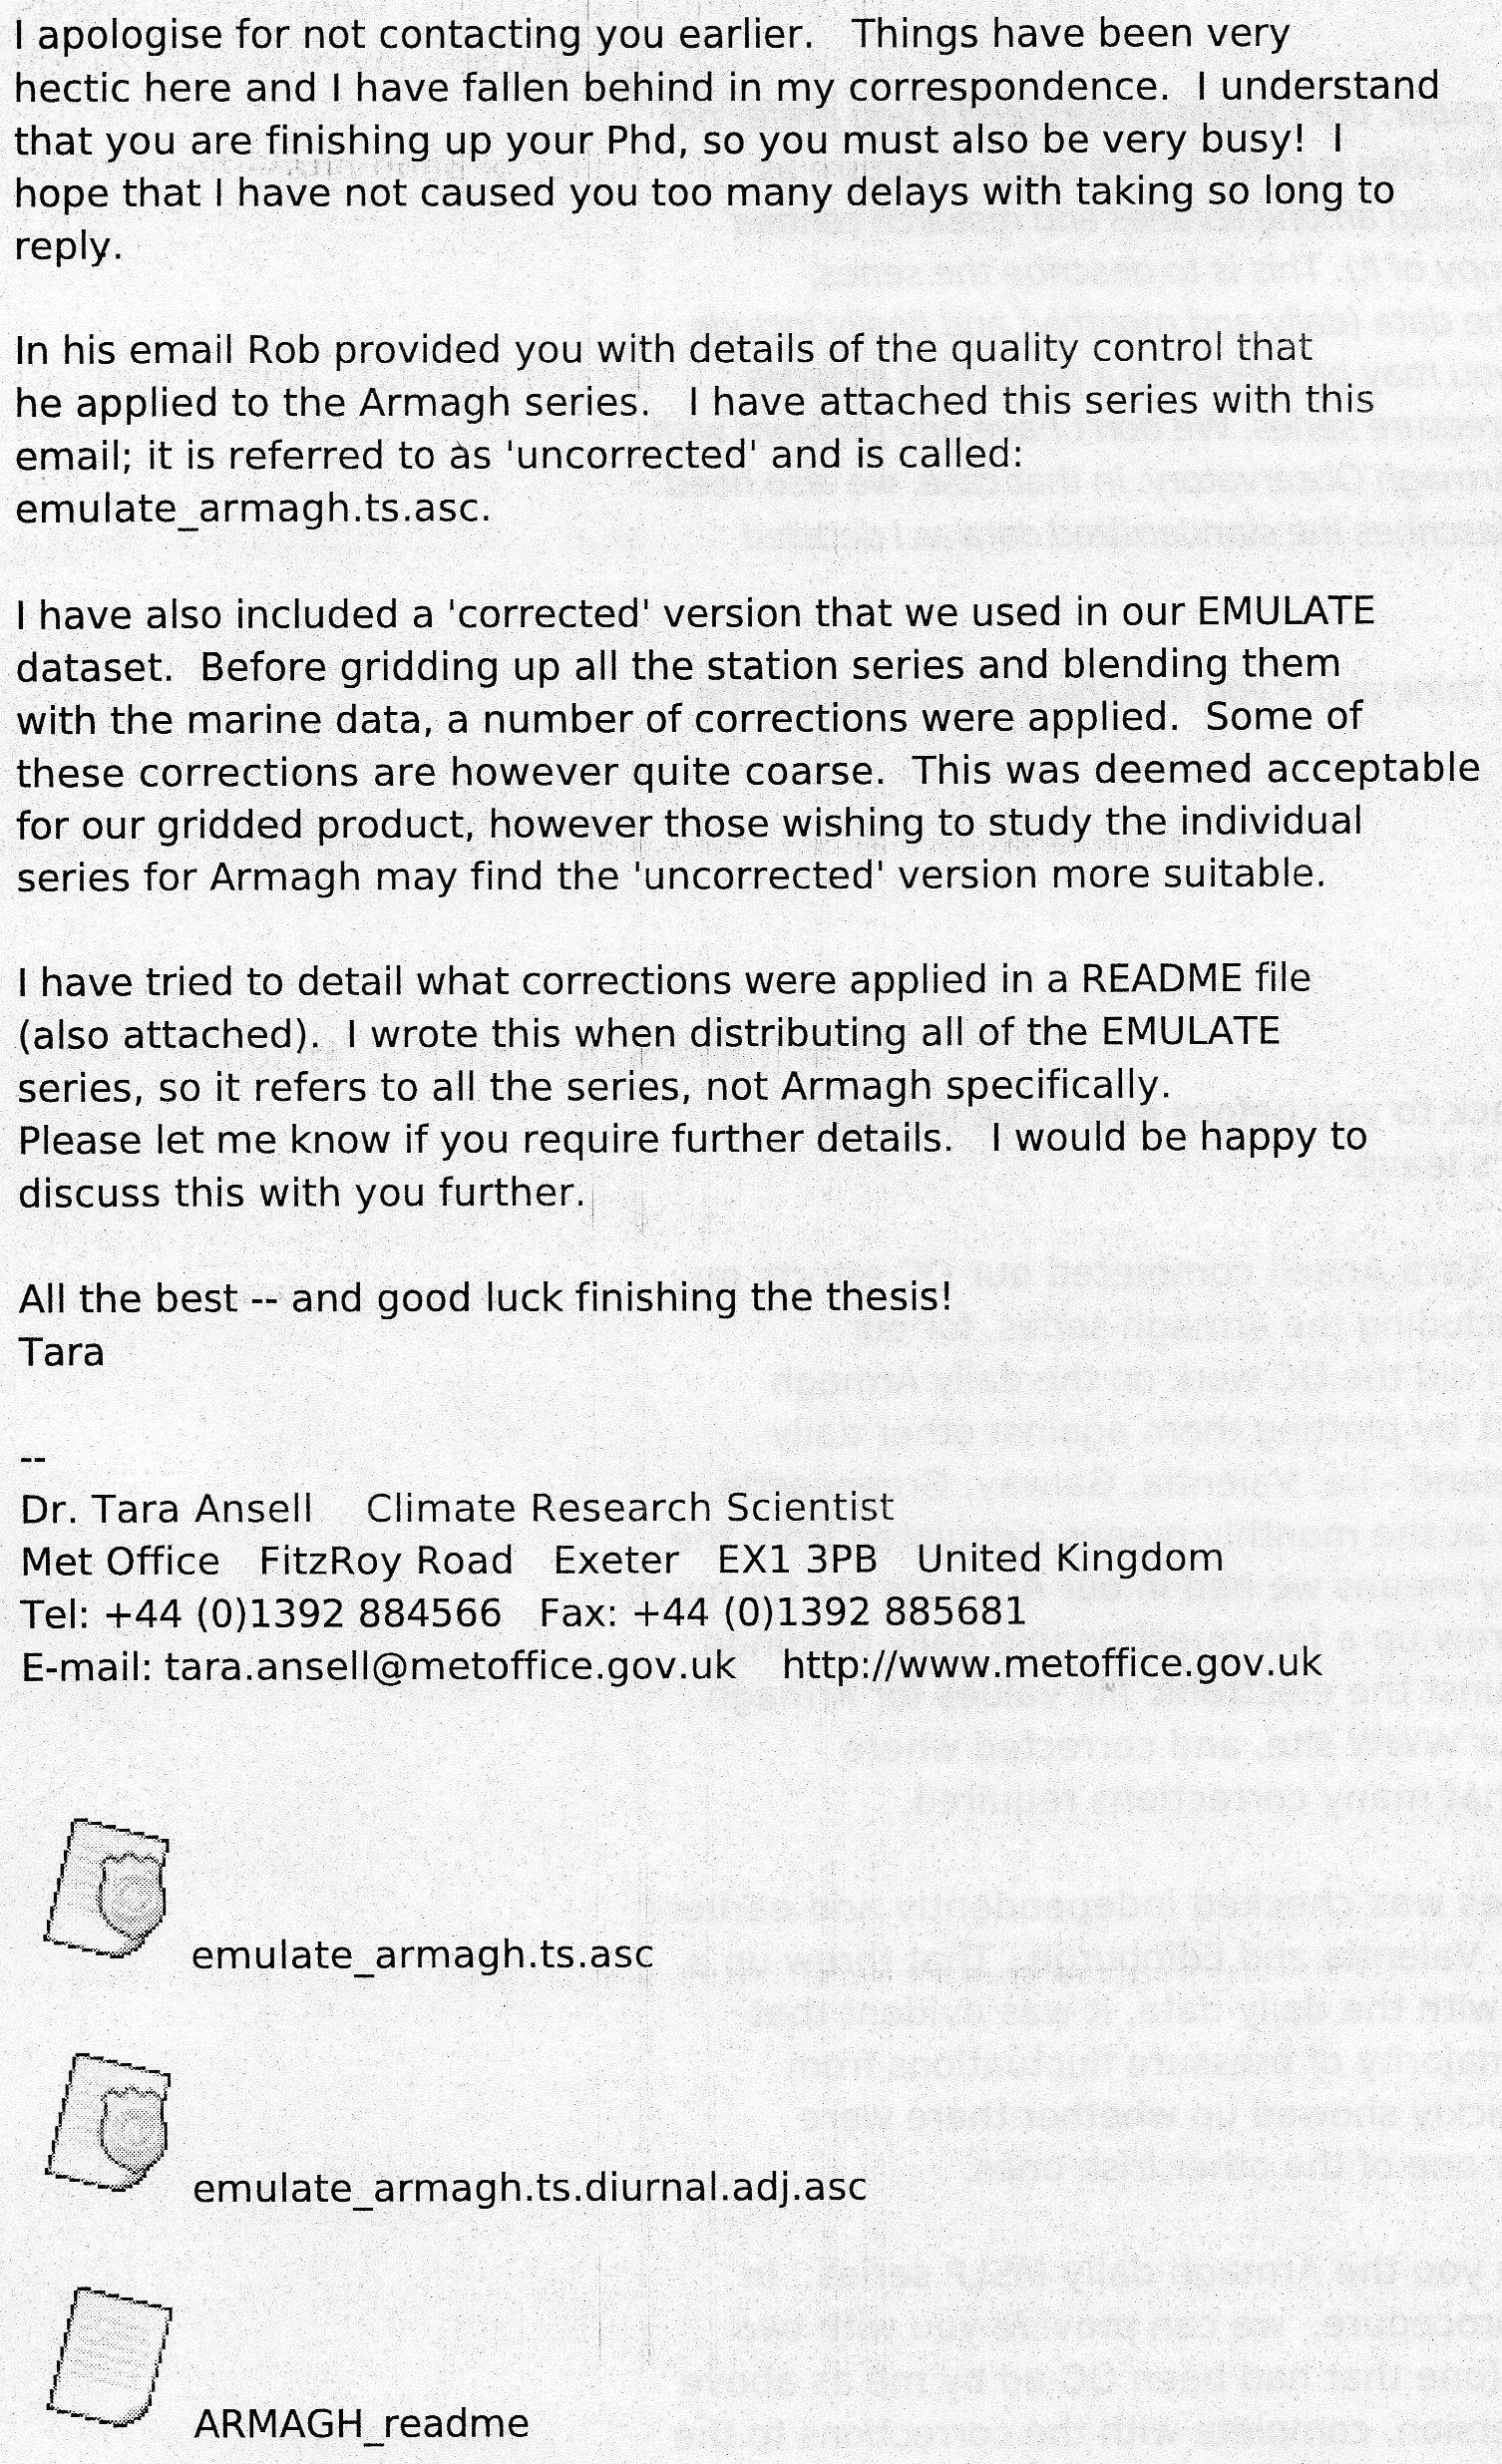 I apologise for not contacting you earlier.   Things have been very
hectic here and I have fallen behind in my correspondence.  I understand
that you are finishing up your Phd, so you must also be very busy!  I
hope that I have not caused you too many delays with taking so long to
reply.

In his email Rob provided you with details of the quality control that
he applied to the Armagh series.   I have attached this series with this
email; it is referred to as 'uncorrected' and is called:
emulate_armagh.ts.asc.

I have also included a 'corrected' version that we used in our EMULATE
dataset.  Before gridding up all the station series and blending them
with the marine data, a number of corrections were applied.  Some of
these corrections are however quite coarse.  This was deemed acceptable
for our gridded product, however those wishing to study the individual
series for Armagh may find the 'uncorrected' version more suitable.

I have tried to detail what corrections were applied in a README file
(also attached).  I wrote this when distributing all of the EMULATE
series, so it refers to all the series, not Armagh specifically.
Please let me know if you require further details.   I would be happy to
discuss this with you further.

All the best -- and good luck finishing the thesis!
Tara

--
Dr. Tara Ansell    Climate Research Scientist
Met Office   FitzRoy Road   Exeter   EX1 3PB   United Kingdom
Tel: +44 (0)1392 884566   Fax: +44 (0)1392 885681
E-mail: tara.ansell@metoffice.gov.uk    http://www.metoffice.gov.uk

emulate_armagh.ts.asc
emulate_armagh.ts.diurnal.adj.asc
ARMAGH_readme